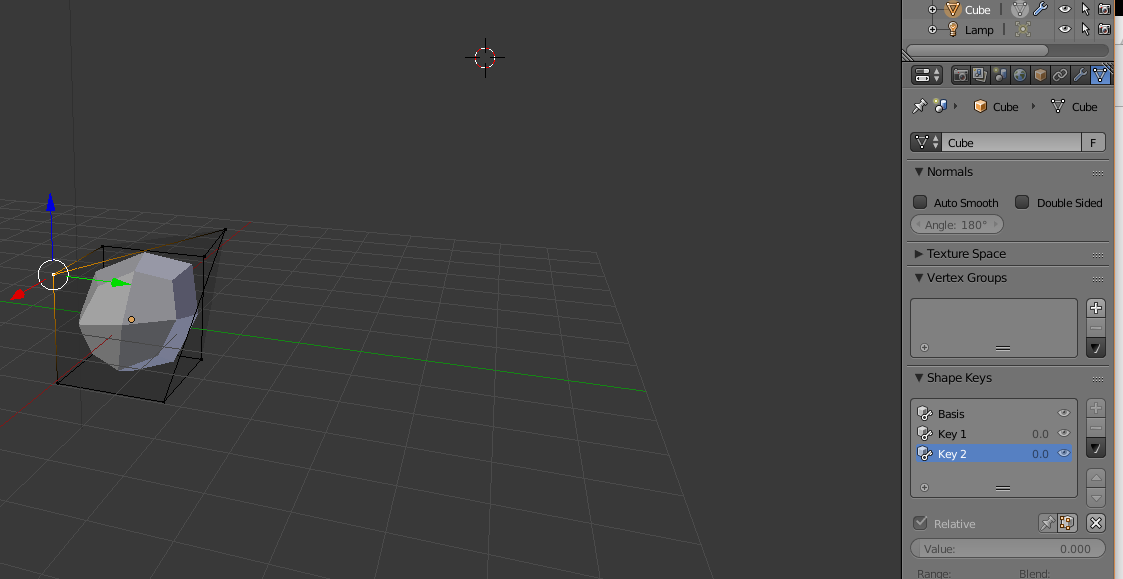 Cube
Lamp
Cube Cube
Cube F
Normals
Auto Smooth Double Sided
Angle: 180°
Texture Space
Vertex Groups
Shape Keys
Basis
Key 1 0.0
Key 2 0.0
Relative
Value: 0.000
Range: Blend: